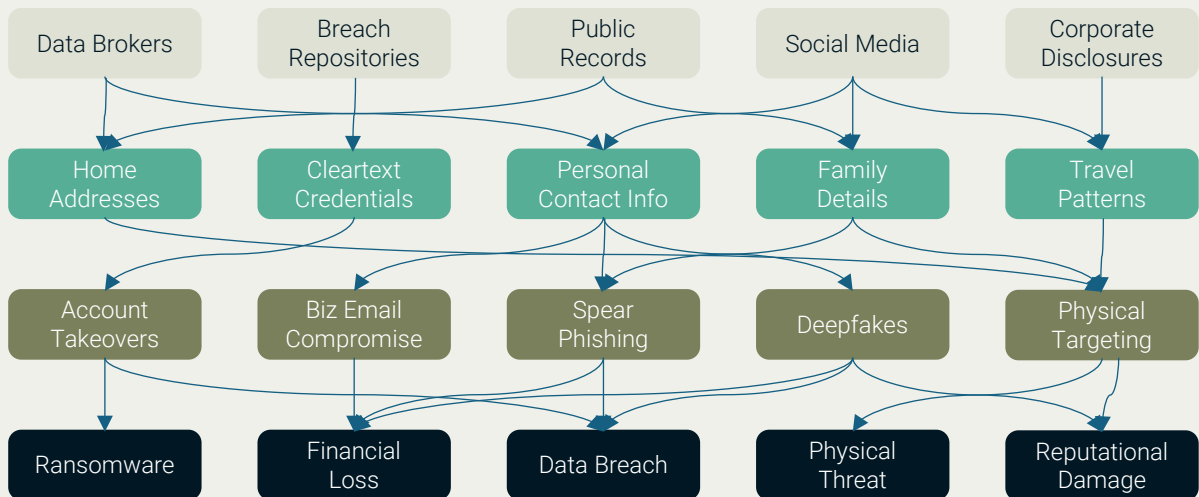 Data Brokers
Breach
Repositories
Public
Records
Social Media
Corporate
Disclosures
Home
Addresses
Cleartext
Credentials
Personal
Contact Info
Family
Details
Travel
Patterns
Account
Takeovers
Biz Email
Compromise
Spear
Phishing
Deepfakes
Physical
Targeting
Ransomware
Financial
Loss
Data Breach
Physical
Threat
Reputational
Damage